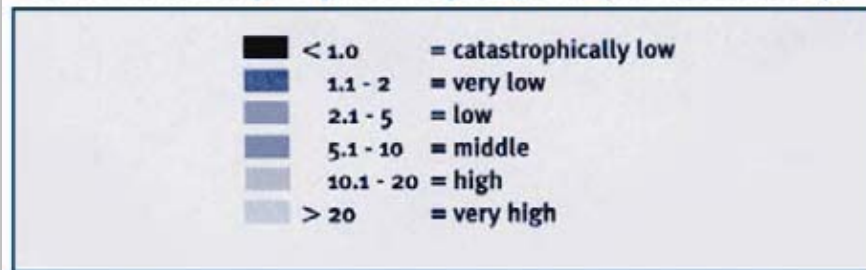 < 1.0 = catastrophically low
1.1 - 2 = very low
2.1 - 5 = low
5.1 - 10 = middle
10.1 - 20 = high
> 20 = very high